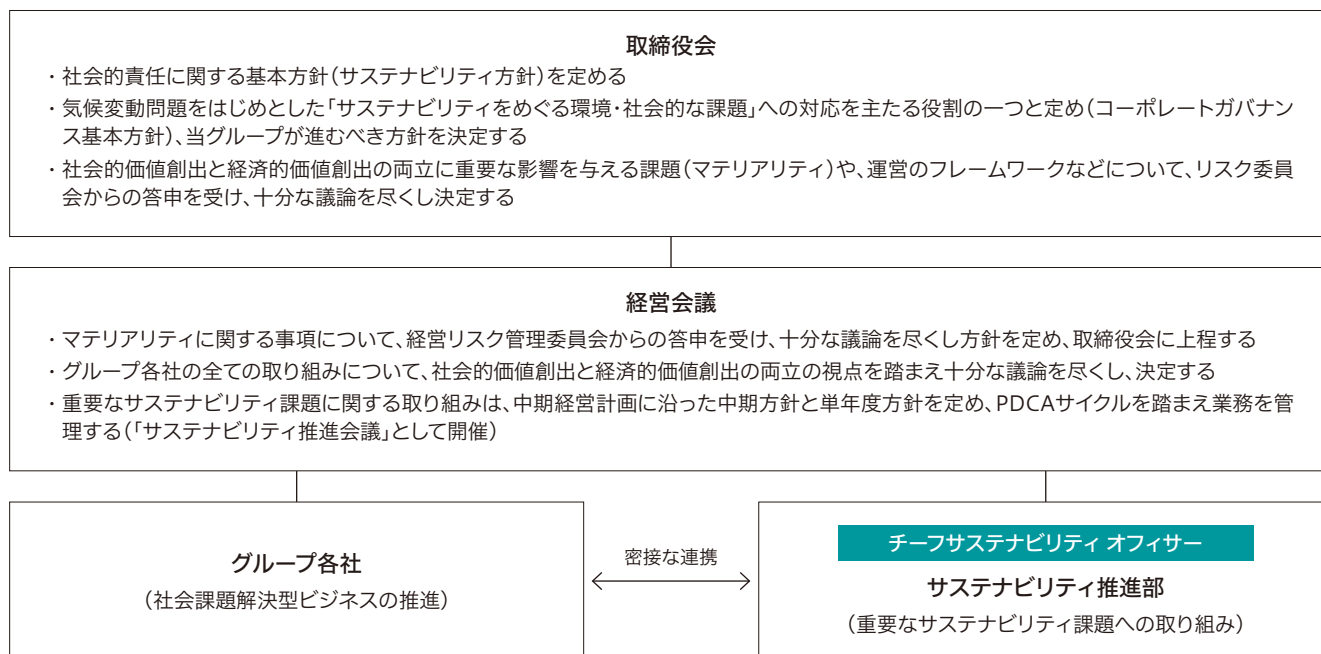 取締役会
・社会的責任に関する基本方針（サステナビリティ方針）を定める
・気候変動問題をはじめとした「サステナビリティをめぐる環境・社会的な課題」への対応を主たる役割の一つと定め（コーポレートガバナン
ス基本方針）、当グループが進むべき方針を決定する
・社会的価値創出と経済的価値創出の両立に重要な影響を与える課題（マテリアリティ）や、運営のフレームワークなどについて、リスク委員
会からの答申を受け、十分な議論を尽くし決定する
経営会議
・マテリアリティに関する事項について、経営リスク管理委員会からの答申を受け、十分な議論を尽くし方針を定め、取締役会に上程する
・グループ各社の全ての取り組みについて、社会的価値創出と経済的価値創出の両立の視点を踏まえ十分な議論を尽くし、決定する
・重要なサステナビリティ課題に関する取り組みは、中期経営計画に沿った中期方針と単年度方針を定め、PDCAサイクルを踏まえ業務を管
理する（「サステナビリティ推進会議」として開催）
グループ各社
（社会課題解決型ビジネスの推進）
密接な連携
チーフサステナビリティ オフィサー
サステナビリティ推進部
（重要なサステナビリティ課題への取り組み）